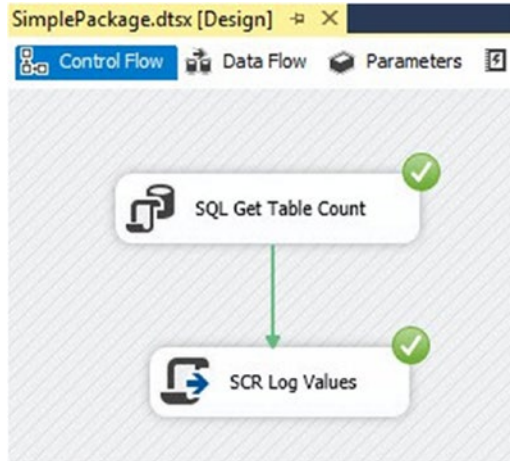 SimplePackage.dtsx [Design]
Control Flow Data Flow Parameters
SQL Get Table Count
SCR Log Values